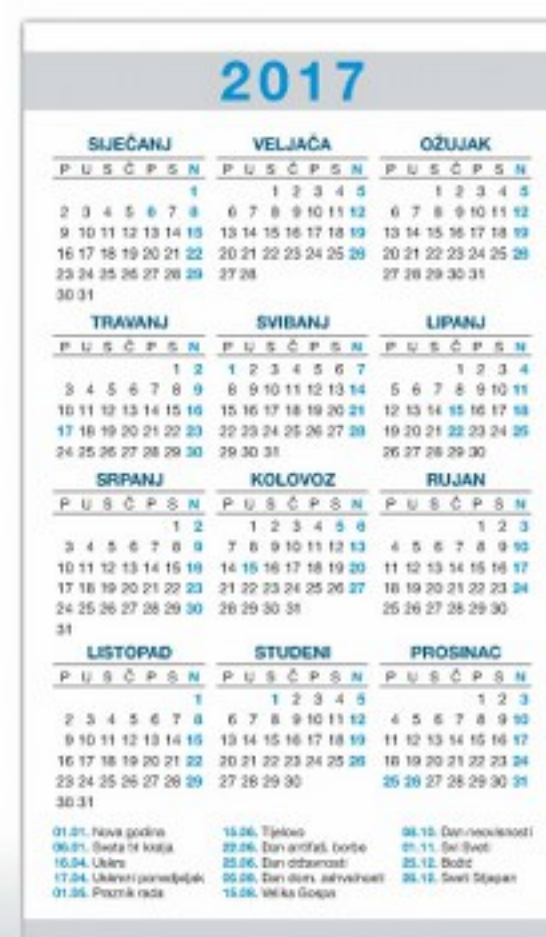 2017
SIJEČANJ VELJAČA OŽUJAK
P U S Č P S N P U S Č P S N P U S Č P S N
1 1 2 3 4 5 1 2 3 4 5
2 3 4 5 6 7 8 6 7 8 9 10 11 12 6 7 8 9 10 11 12
9 10 11 12 13 14 15 13 14 15 16 17 18 19 13 14 15 16 17 18 19
16 17 18 19 20 21 22 20 21 22 23 24 25 26 20 21 22 23 24 25 26
23 24 25 26 27 28 29 27 28 27 28 29 30 31
30 31
TRAVANJ SVIBANJ LIPANJ
P U S Č P S N P U S Č P S N P U S Č P S N
1 2 1 2 3 4 5 6 7 1 2 3 4
3 4 5 6 7 8 9 8 9 10 11 12 13 14 5 6 7 8 9 10 11
10 11 12 13 14 15 16 15 16 17 18 19 20 21 12 13 14 15 16 17 18
17 18 19 20 21 22 23 22 23 24 25 26 27 28 19 20 21 22 23 24 25
24 25 26 27 28 29 30 29 30 31 26 27 28 29 30
SRPANJ KOLOVOZ RUJAN
P U S Č P S N P U S Č P S N P U S Č P S N
1 2 1 2 3 4 5 6 1 2 3
3 4 5 6 7 8 9 7 8 9 10 11 12 13 4 5 6 7 8 9 10
10 11 12 13 14 15 16 14 15 16 17 18 19 20 11 12 13 14 15 16 17
17 18 19 20 21 22 23 21 22 23 24 25 26 27 18 19 20 21 22 23 24
24 25 26 27 28 29 30 28 29 30 31 25 26 27 28 29 30
31
LISTOPAD STUDENI PROSINAC
P U S Č P S N P U S Č P S N P U S Č P S N
1 1 2 3 4 5 1 2 3
2 3 4 5 6 7 8 6 7 8 9 10 11 12 4 5 6 7 8 9 10
9 10 11 12 13 14 15 13 14 15 16 17 18 19 11 12 13 14 15 16 17
16 17 18 19 20 21 22 20 21 22 23 24 25 26 18 19 20 21 22 23 24
23 24 25 26 27 28 29 27 28 29 30 25 26 27 28 29 30 31
30 31
01.01. Nova godina 15.06. Tijelovo 08.10. Dan neovisnosti
06.01. Sveta tri kralja 22.06. Dan antifaš. borbe 01.11. Svi Sveti
16.04. Uskrs 25.06. Dan državnosti 25.12. Božić
17.04. Uskrsni ponedjeljak 05.08. Dan dom. zahvalnosti 26.12. Sveti Stjepan
01.05. Praznik rada 15.08. Velika Gospa